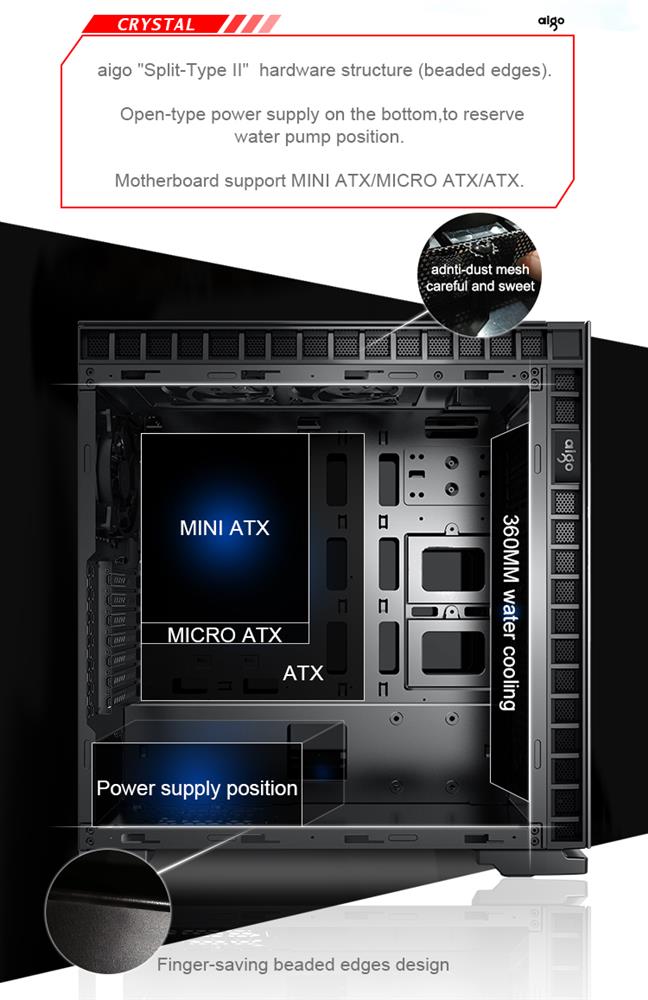 CRYSTAL
aigo
aigo "Split-Type II" hardware structure (beaded edges).
Open-type power supply on the bottom,to reserve
water pump position.
Motherboard support MINI ATX/MICRO ATX/ATX.
adnti-dust mesh
careful and sweet
aigo
MINI ATX
360MM water cooling
MICRO ATX
ATX
Power supply position
Finger-saving beaded edges design